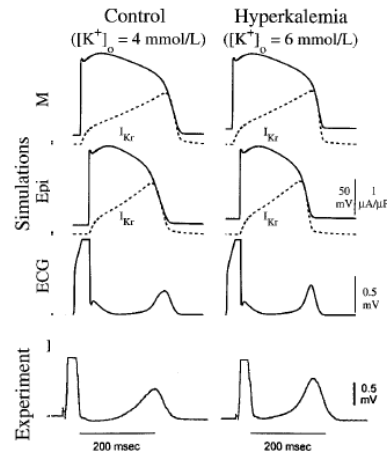 Control
([K+]o = 4 mmol/L)
Hyperkalemia
([K+]o = 6 mmol/L)
Simulations
M
IKr
IKr
Epi
IKr
IKr
50
mV
1
μA/μF
ECG
0.5
mV
Experiment
0.5
mV
200 msec
200 msec